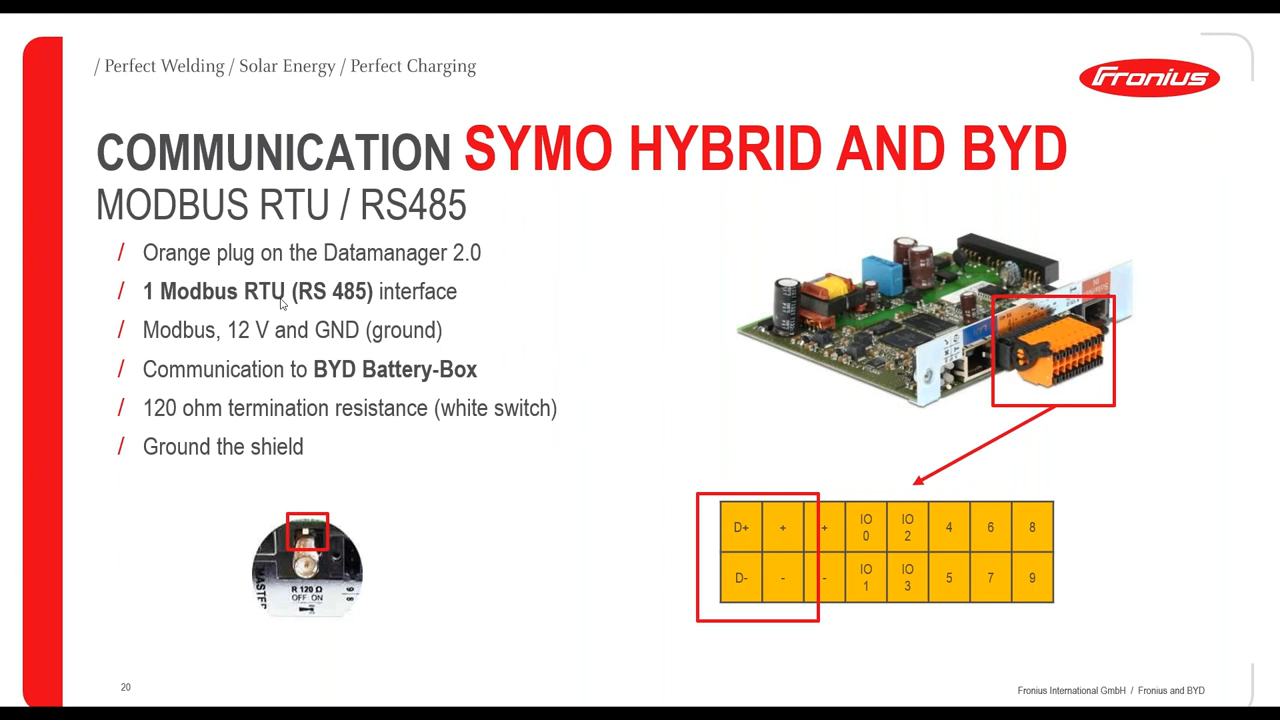 / Perfect Welding / Solar Energy / Perfect Charging
Fronius
COMMUNICATION SYMO HYBRID AND BYD
MODBUS RTU / RS485
/ Orange plug on the Datamanager 2.0
/ 1 Modbus RTU (RS 485) interface
/ Modbus, 12 V and GND (ground)
/ Communication to BYD Battery-Box
/ 120 ohm termination resistance (white switch)
/ Ground the shield
MASTER
R 120 Ω
OFF ON
D+ + + IO 0 IO 2 4 6 8
D- - - IO 1 IO 3 5 7 9
20
Fronius International GmbH / Fronius and BYD